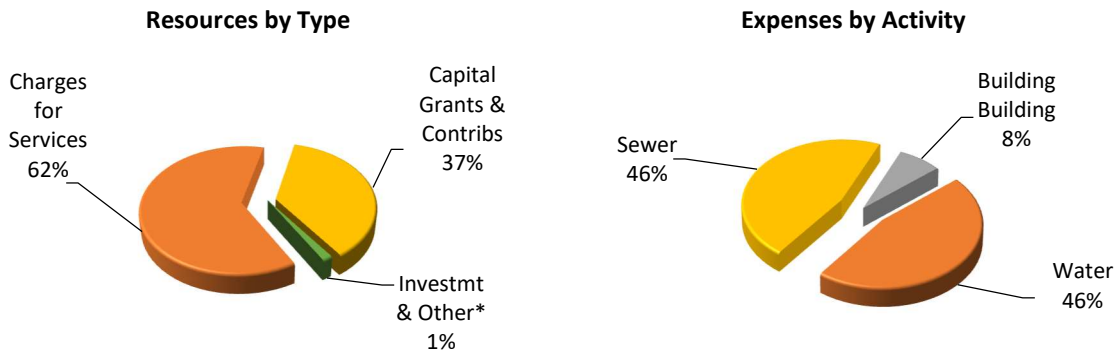 Resources by Type
Charges
for
Services
62%
Capital
Grants &
Contribs
37%
Investmt
& Other*
1%
Expenses by Activity
Sewer
46%
Building
Building
8%
Water
46%